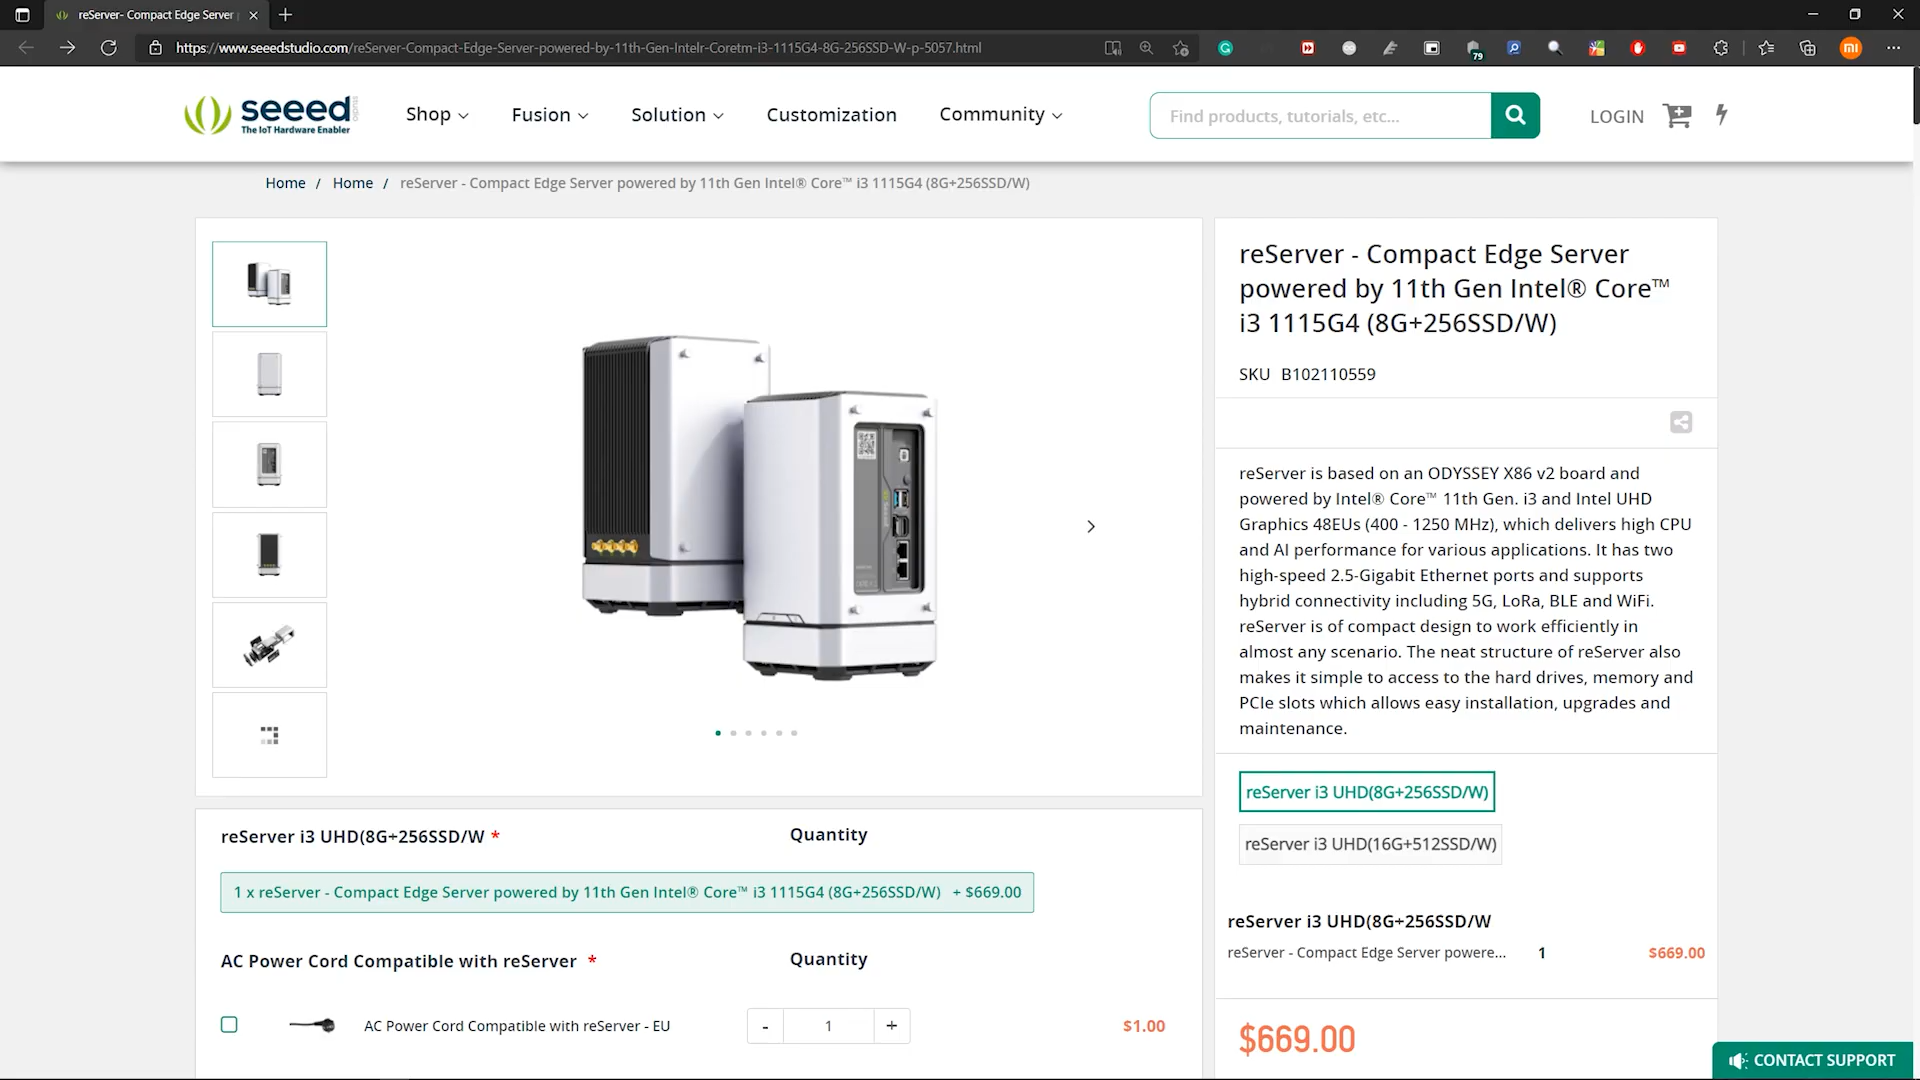 reServer- Compact Edge Server
https://www.seeedstudio.com/reServer-Compact-Edge-Server-powered-by-11th-Gen-Intelr-Coretm-i3-1115G4-8G-256SSD-W-p-5057.html
79
mi
seeed studio
The IoT Hardware Enabler
Shop
Fusion
Solution
Customization
Community
Find products, tutorials, etc...
LOGIN
Home / Home / reServer - Compact Edge Server powered by 11th Gen Intel® Core™ i3 1115G4 (8G+256SSD/W)
reServer - Compact Edge Server
powered by 11th Gen Intel® Core™
i3 1115G4 (8G+256SSD/W)
SKU B102110559
reServer is based on an ODYSSEY X86 v2 board and
powered by Intel® Core™ 11th Gen. i3 and Intel UHD
Graphics 48EUs (400 - 1250 MHz), which delivers high CPU
and AI performance for various applications. It has two
high-speed 2.5-Gigabit Ethernet ports and supports
hybrid connectivity including 5G, LoRa, BLE and WiFi.
reServer is of compact design to work efficiently in
almost any scenario. The neat structure of reServer also
makes it simple to access to the hard drives, memory and
PCIe slots which allows easy installation, upgrades and
maintenance.
reServer i3 UHD(8G+256SSD/W)
reServer i3 UHD(16G+512SSD/W)
reServer i3 UHD(8G+256SSD/W
reServer - Compact Edge Server powere... 1 $669.00
$669.00
CONTACT SUPPORT
reServer i3 UHD(8G+256SSD/W * Quantity
1 x reServer - Compact Edge Server powered by 11th Gen Intel® Core™ i3 1115G4 (8G+256SSD/W) + $669.00
AC Power Cord Compatible with reServer * Quantity
AC Power Cord Compatible with reServer - EU - 1 + $1.00